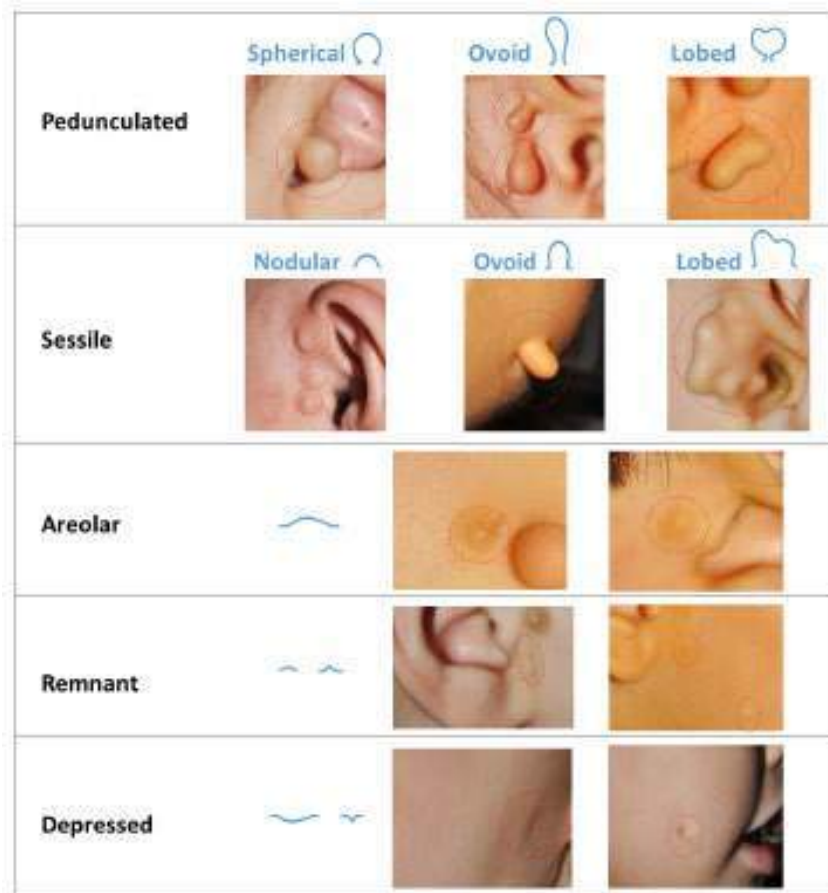 Spherical Ovoid Lobed
Pedunculated
Nodular Ovoid Lobed
Sessile
Areolar
Remnant
Depressed